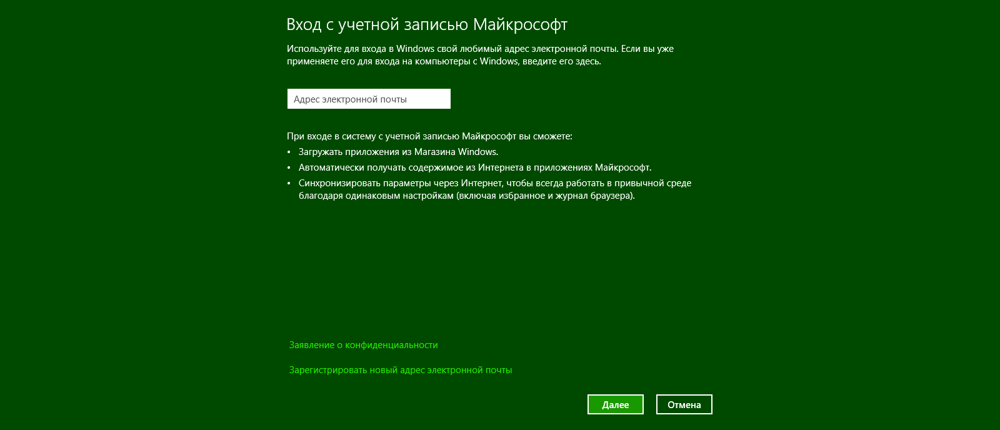 Вход с учетной записью Майкрософт
Используйте для входа в Windows свой любимый адрес электронной почты. Если вы уже
применяете его для входа на компьютеры с Windows, введите его здесь.
Адрес электронной почты
При входе в систему с учетной записью Майкрософт вы сможете:
• Загружать приложения из Магазина Windows.
• Автоматически получать содержимое из Интернета в приложениях Майкрософт.
• Синхронизировать параметры через Интернет, чтобы всегда работать в привычной среде
благодаря одинаковым настройкам (включая избранное и журнал браузера).
Заявление о конфиденциальности
Зарегистрировать новый адрес электронной почты
Далее Отмена